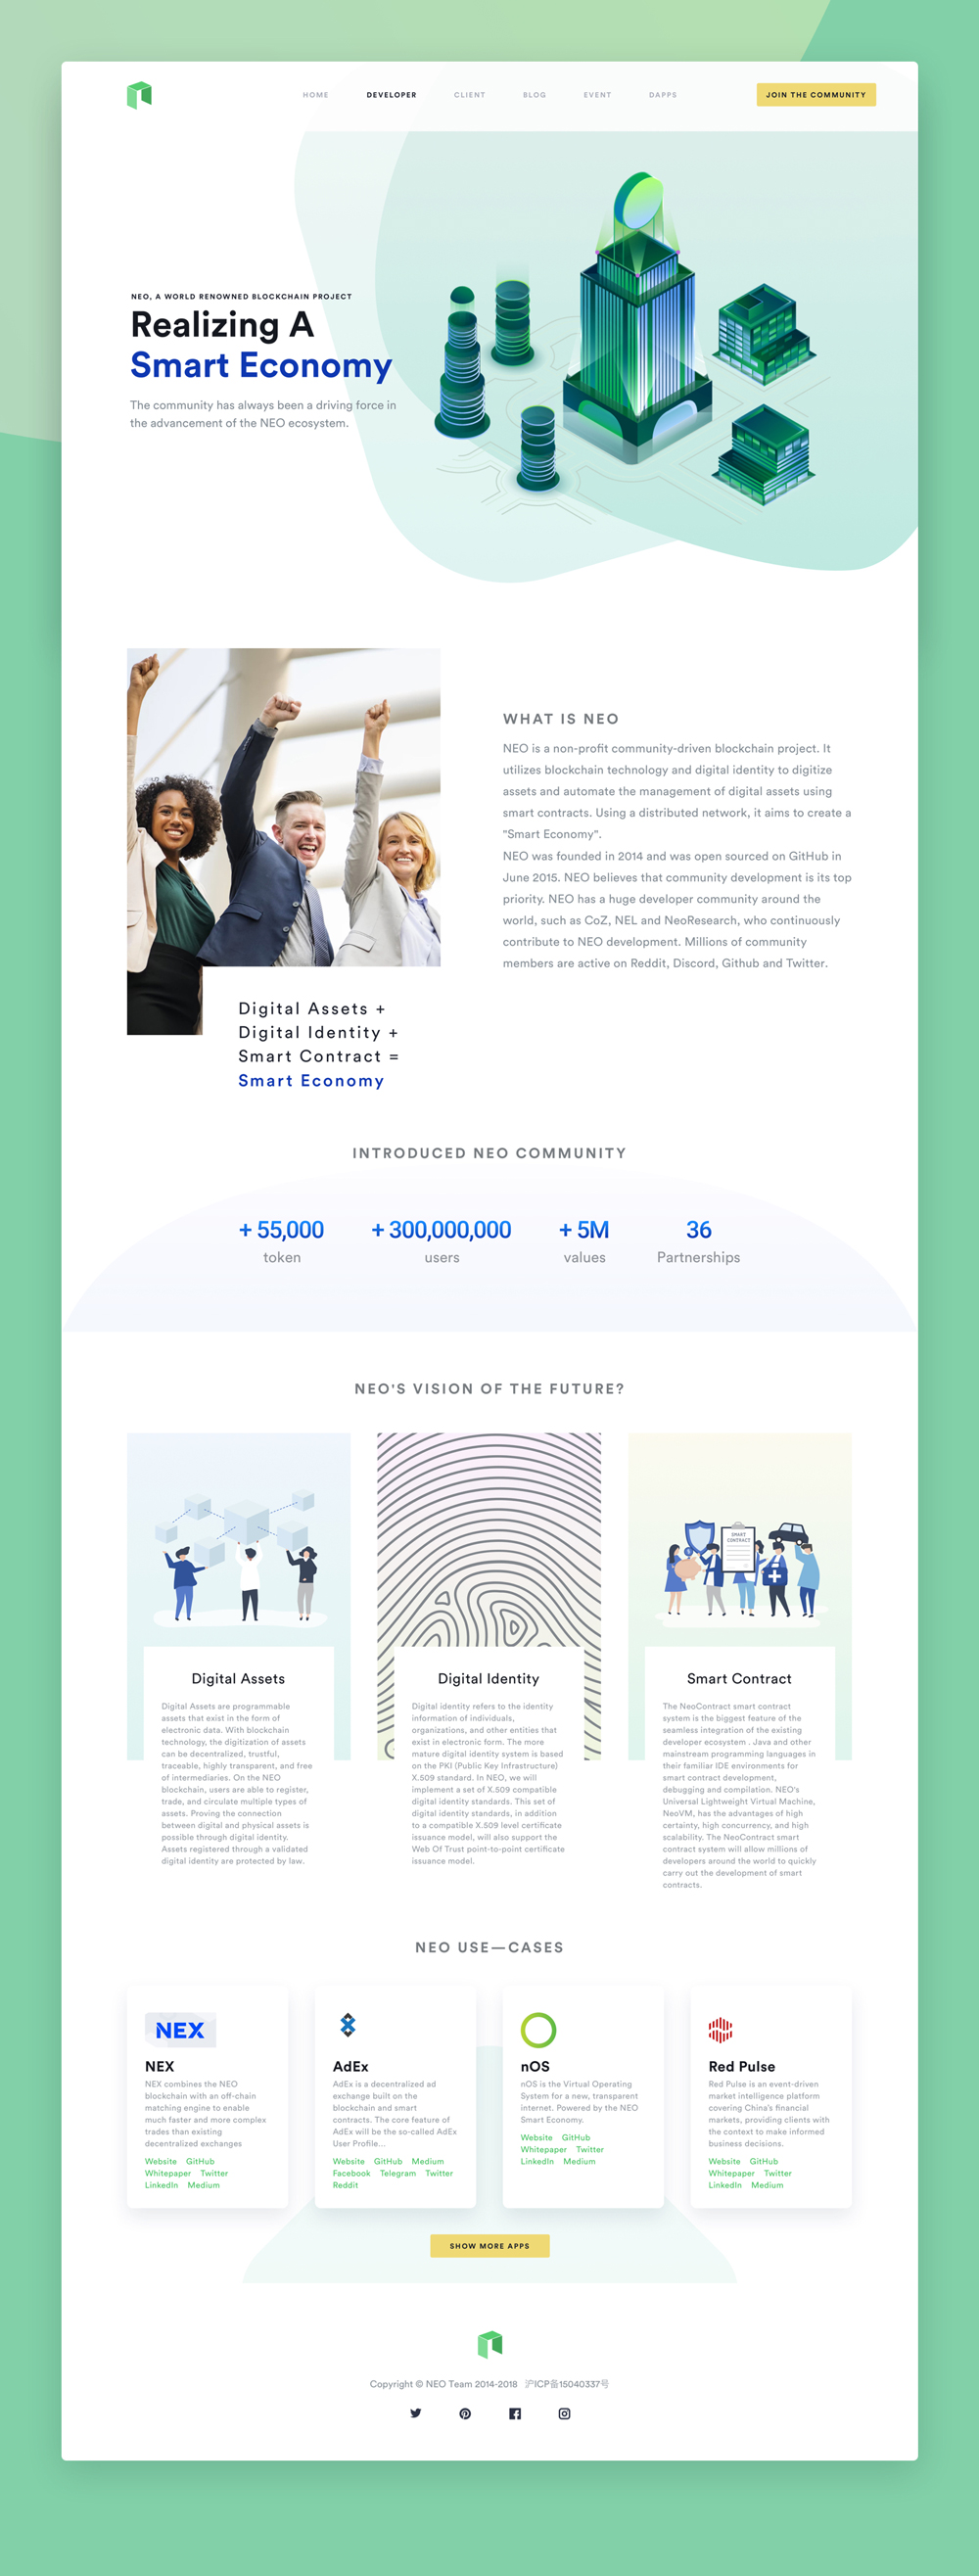 HOME DEVELOPER CLIENT BLOG EVENT DAPPS JOIN THE COMMUNITY
NEO, A WORLD RENOWNED BLOCKCHAIN PROJECT
Realizing A
Smart Economy
The community has always been a driving force in
the advancement of the NEO ecosystem.
WHAT IS NEO
NEO is a non-profit community-driven blockchain project. It
utilizes blockchain technology and digital identity to digitize
assets and automate the management of digital assets using
smart contracts. Using a distributed network, it aims to create a
"Smart Economy".
NEO was founded in 2014 and was open sourced on GitHub in
June 2015. NEO believes that community development is its top
priority. NEO has a huge developer community around the
world, such as CoZ, NEL and NeoResearch, who continuously
contribute to NEO development. Millions of community
members are active on Reddit, Discord, Github and Twitter.
Digital Assets +
Digital Identity +
Smart Contract =
Smart Economy
INTRODUCED NEO COMMUNITY
+ 55,000
token
+ 300,000,000
users
+ 5M
values
36
Partnerships
NEO'S VISION OF THE FUTURE?
Digital Assets
Digital Assets are programmable
assets that exist in the form of
electronic data. With blockchain
technology, the digitization of assets
can be decentralized, trustful,
traceable, highly transparent, and free
of intermediaries. On the NEO
blockchain, users are able to register,
trade, and circulate multiple types of
assets. Proving the connection
between digital and physical assets is
possible through digital identity.
Assets registered through a validated
digital identity are protected by law.
Digital Identity
Digital identity refers to the identity
information of individuals,
organizations, and other entities that
exist in electronic form. The more
mature digital identity system is based
on the PKI (Public Key Infrastructure)
X.509 standard. In NEO, we will
implement a set of X.509 compatible
digital identity standards. This set of
digital identity standards, in addition
to a compatible X.509 level certificate
issuance model, will also support the
Web Of Trust point-to-point certificate
issuance model.
SMART
CONTRACT
Smart Contract
The NeoContract smart contract
system is the biggest feature of the
seamless integration of the existing
developer ecosystem . Java and other
mainstream programming languages in
their familiar IDE environments for
smart contract development,
debugging and compilation. NEO's
Universal Lightweight Virtual Machine,
NeoVM, has the advantages of high
certainty, high concurrency, and high
scalability. The NeoContract smart
contract system will allow millions of
developers around the world to quickly
carry out the development of smart
contracts.
NEO USE—CASES
NEX
NEX
NEX combines the NEO
blockchain with an off-chain
matching engine to enable
much faster and more complex
trades than existing
decentralized exchanges
Website GitHub
Whitepaper Twitter
LinkedIn Medium
AdEx
AdEx is a decentralized ad
exchange built on the
blockchain and smart
contracts. The core feature of
AdEx will be the so-called AdEx
User Profile...
Website GitHub Medium
Facebook Telegram Twitter
Reddit
nOS
nOS is the Virtual Operating
System for a new, transparent
internet. Powered by the NEO
Smart Economy.
Website GitHub
Whitepaper Twitter
LinkedIn Medium
Red Pulse
Red Pulse is an event-driven
market intelligence platform
covering China's financial
markets, providing clients with
the context to make informed
business decisions.
Website GitHub
Whitepaper Twitter
LinkedIn Medium
SHOW MORE APPS
Copyright © NEO Team 2014-2018 沪ICP备15040337号